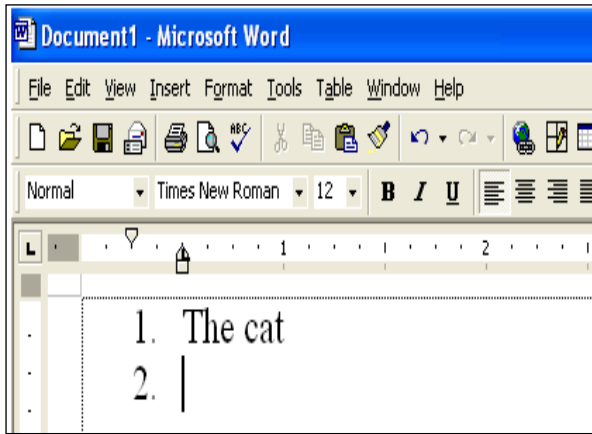 Document1 - Microsoft Word
File Edit View Insert Format Tools Table Window Help
ABC
Normal Times New Roman 12 B I U
L 1 2
1. The cat
2.